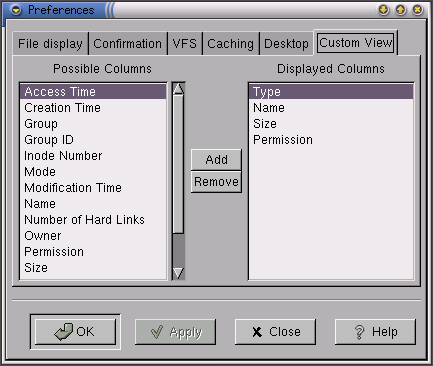 Preferences
File display Confirmation VFS Caching Desktop Custom View
Possible Columns
Access Time
Creation Time
Group
Group ID
Inode Number
Mode
Modification Time
Name
Number of Hard Links
Owner
Permission
Size
Add
Remove
Displayed Columns
Type
Name
Size
Permission
OK Apply Close Help